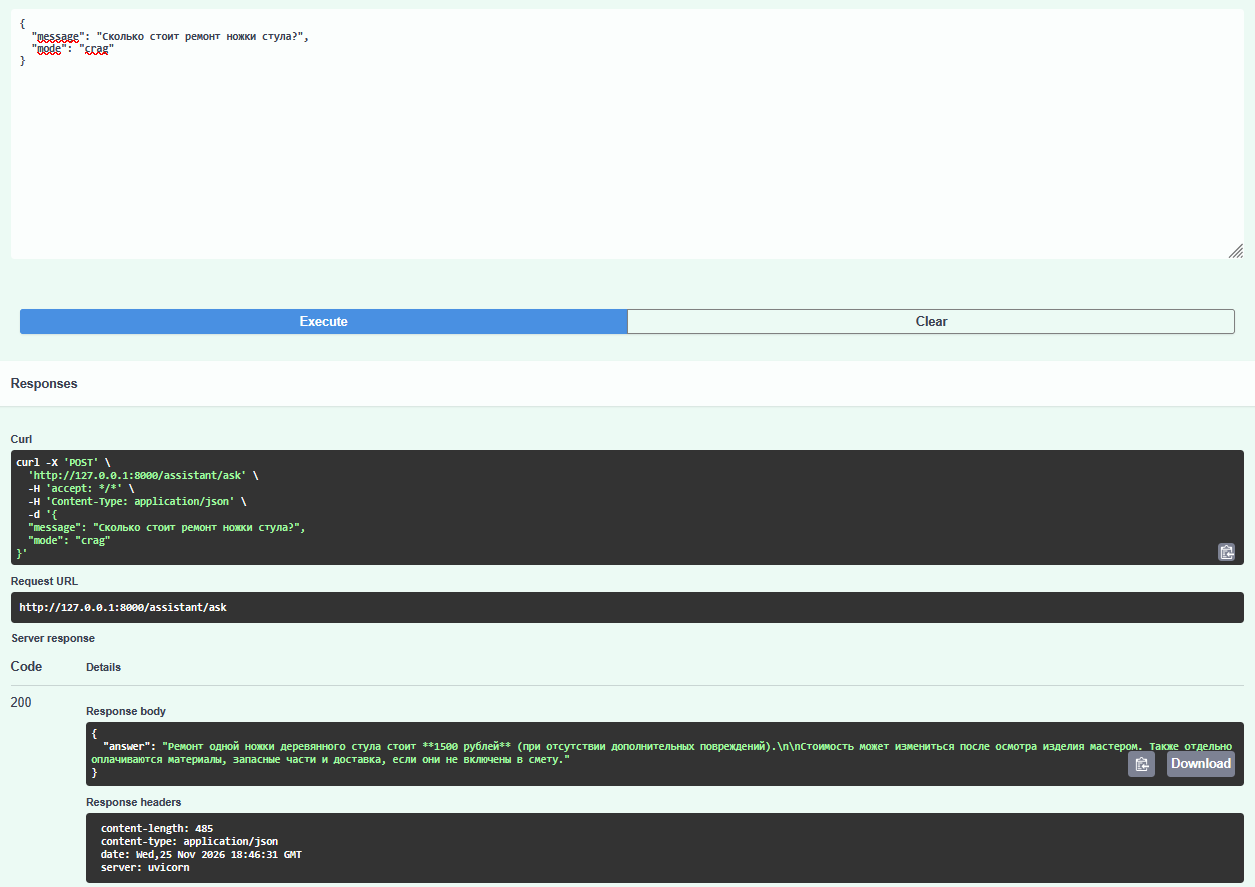 {
"message": "Сколько стоит ремонт ножки стула?",
"mode": "crag"
}
Execute
Clear
Responses
Curl
curl -X 'POST' \
'http://127.0.0.1:8000/assistant/ask' \
-H 'accept: */*' \
-H 'Content-Type: application/json' \
-d '{
"message": "Сколько стоит ремонт ножки стула?",
"mode": "crag"
}'
Request URL
http://127.0.0.1:8000/assistant/ask
Server response
Code
Details
200
Response body
{
"answer": "Ремонт одной ножки деревянного стула стоит **1500 рублей** (при отсутствии дополнительных повреждений).\n\nСтоимость может измениться после осмотра изделия мастером. Также отдельно
оплачиваются материалы, запасные части и доставка, если они не включены в смету."
}
Download
Response headers
content-length: 485
content-type: application/json
date: Wed,25 Nov 2026 18:46:31 GMT
server: uvicorn